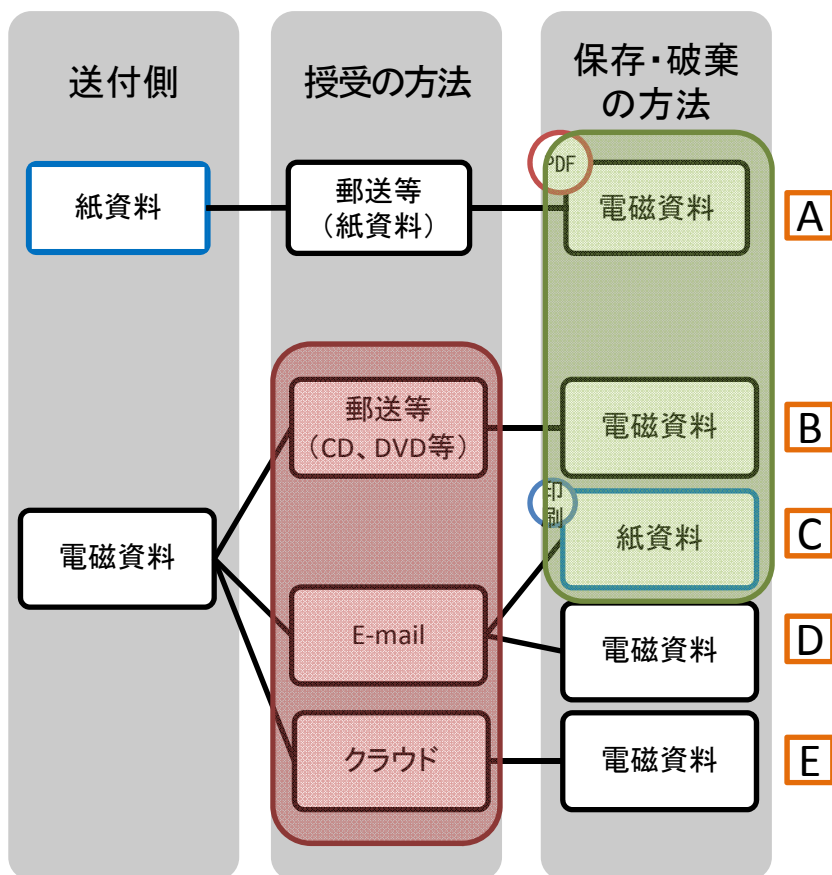 送付側
授受の方法
保存・破棄
の方法
紙資料
郵送等
（紙資料）
PDF
電磁資料
A
郵送等
（CD、DVD等）
電磁資料
B
印
刷
紙資料
C
電磁資料
E-mail
電磁資料
D
クラウド
電磁資料
E